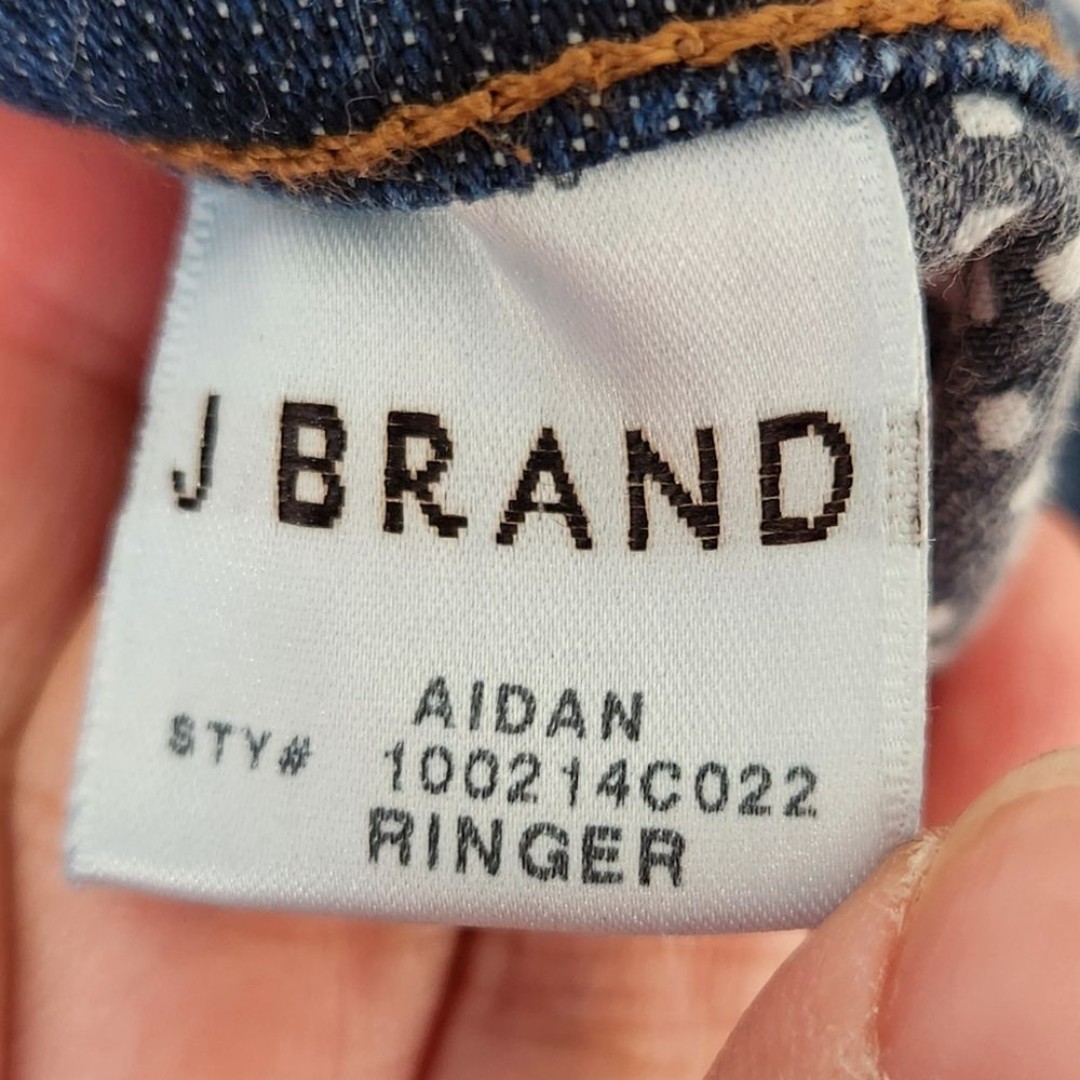 J BRAND
AIDAN
STY# 100214C022
RINGER